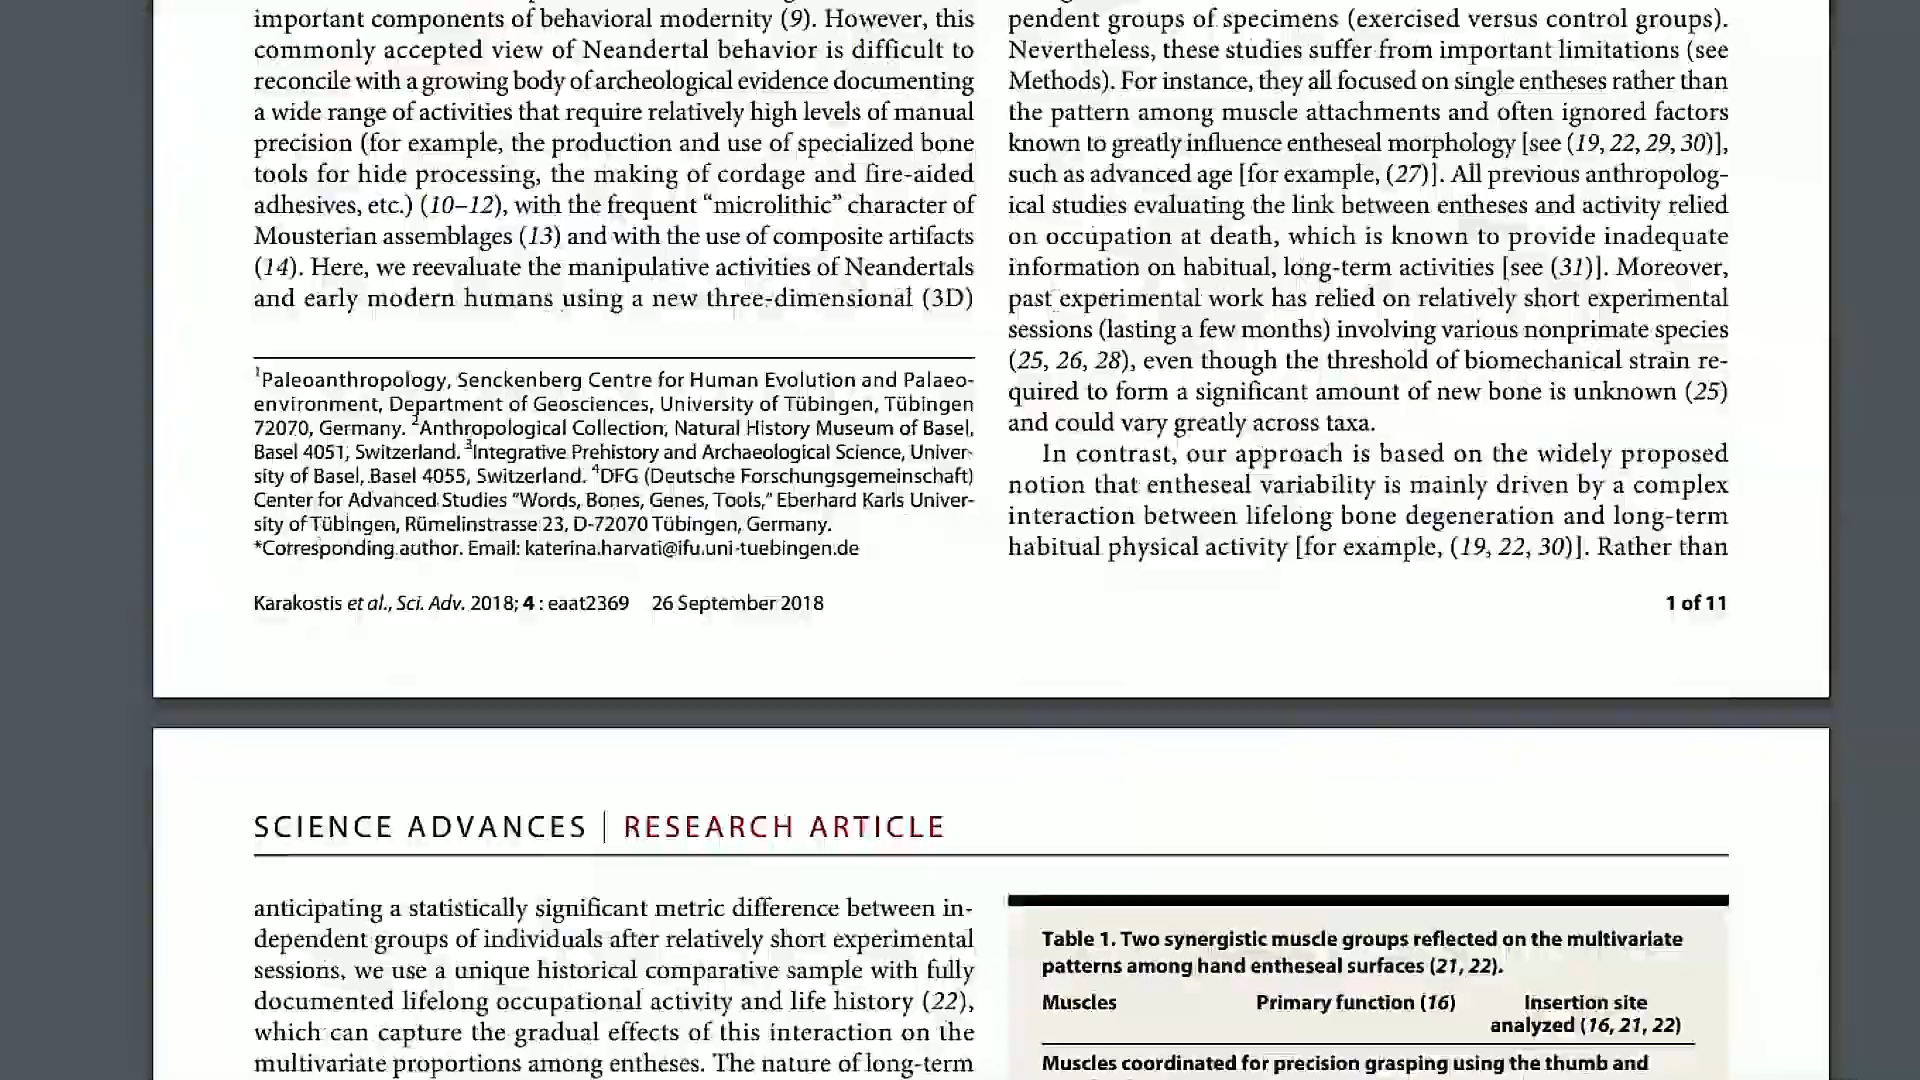 important components of behavioral modernity (9). However, this
commonly accepted view of Neandertal behavior is difficult to
reconcile with a growing body of archeological evidence documenting
a wide range of activities that require relatively high levels of manual
precision (for example, the production and use of specialized bone
tools for hide processing, the making of cordage and fire-aided
adhesives, etc.) (10–12), with the frequent “microlithic” character of
Mousterian assemblages (13) and with the use of composite artifacts
(14). Here, we reevaluate the manipulative activities of Neandertals
and early modern humans using a new three-dimensional (3D)
1Paleoanthropology, Senckenberg Centre for Human Evolution and Palaeo-
environment, Department of Geosciences, University of Tübingen, Tübingen
72070, Germany. 2Anthropological Collection, Natural History Museum of Basel,
Basel 4051, Switzerland. 3Integrative Prehistory and Archaeological Science, Univer-
sity of Basel, Basel 4055, Switzerland. 4DFG (Deutsche Forschungsgemeinschaft)
Center for Advanced Studies “Words, Bones, Genes, Tools,” Eberhard Karls Univer-
sity of Tübingen, Rümelinstrasse 23, D-72070 Tübingen, Germany.
*Corresponding author. Email: katerina.harvati@ifu.uni-tuebingen.de
pendent groups of specimens (exercised versus control groups).
Nevertheless, these studies suffer from important limitations (see
Methods). For instance, they all focused on single entheses rather than
the pattern among muscle attachments and often ignored factors
known to greatly influence entheseal morphology [see (19, 22, 29, 30)],
such as advanced age [for example, (27)]. All previous anthropolog-
ical studies evaluating the link between entheses and activity relied
on occupation at death, which is known to provide inadequate
information on habitual, long-term activities [see (31)]. Moreover,
past experimental work has relied on relatively short experimental
sessions (lasting a few months) involving various nonprimate species
(25, 26, 28), even though the threshold of biomechanical strain re-
quired to form a significant amount of new bone is unknown (25)
and could vary greatly across taxa.
In contrast, our approach is based on the widely proposed
notion that entheseal variability is mainly driven by a complex
interaction between lifelong bone degeneration and long-term
habitual physical activity [for example, (19, 22, 30)]. Rather than
Karakostis et al., Sci. Adv. 2018; 4 : eaat2369 26 September 2018
1 of 11
SCIENCE ADVANCES | RESEARCH ARTICLE
anticipating a statistically significant metric difference between in-
dependent groups of individuals after relatively short experimental
sessions, we use a unique historical comparative sample with fully
documented lifelong occupational activity and life history (22),
which can capture the gradual effects of this interaction on the
multivariate proportions among entheses. The nature of long-term
Table 1. Two synergistic muscle groups reflected on the multivariate
patterns among hand entheseal surfaces (21, 22).
Muscles Primary function (16) Insertion site
analyzed (16, 21, 22)
Muscles coordinated for precision grasping using the thumb and